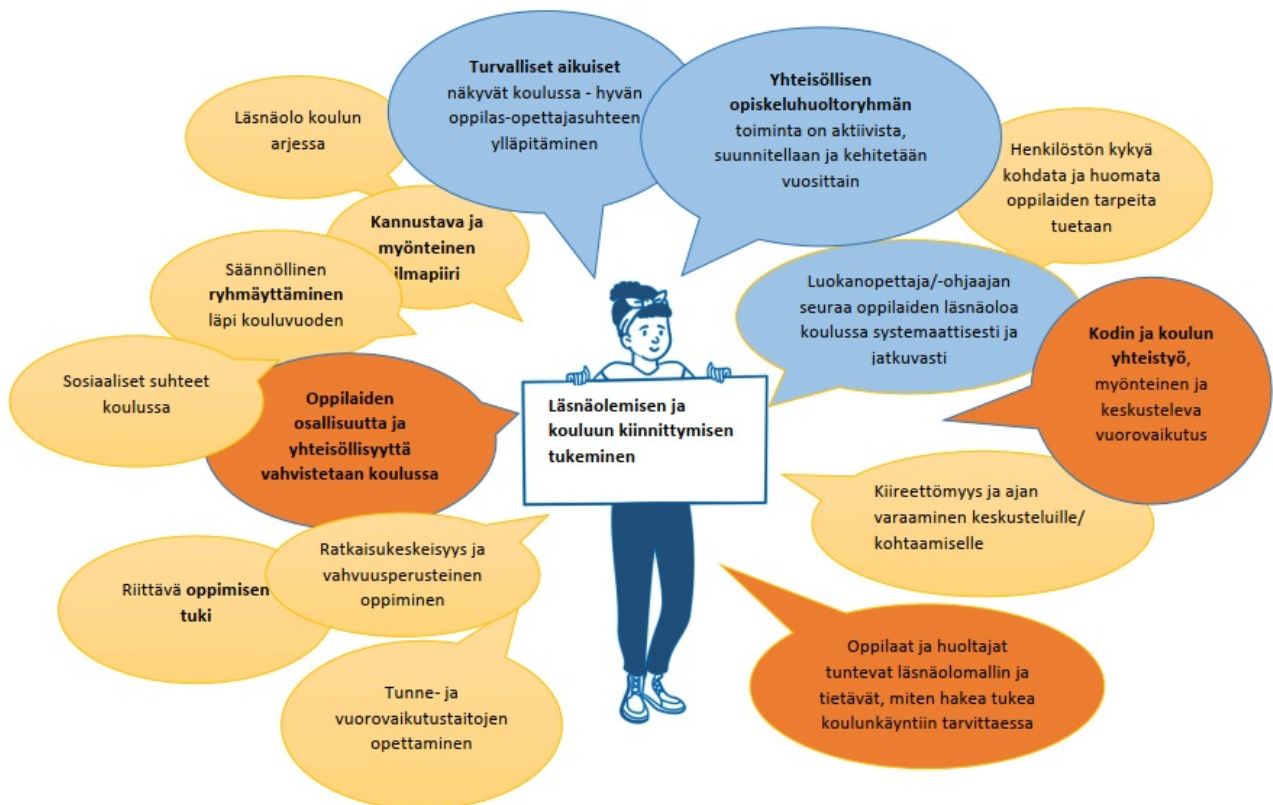 Turvalliset aikuiset
näkyvät koulussa - hyvän
oppilas-opettajasuhteen
ylläpitäminen
Yhteisöllisen
opiskeluhuoltoryhmän
toiminta on aktiivista,
suunnitellaan ja kehitetään
vuosittain
Läsnäolo koulun
arjessa
Henkilöstön kykyä
kohdata ja huomata
oppilaiden tarpeita
tuetaan
Kannustava ja
myönteinen
ilmapiiri
Säännöllinen
ryhmäyttäminen
läpi kouluvuoden
Luokanopettaja/-ohjaajan
seuraa oppilaiden läsnäoloa
koulussa systemaattisesti ja
jatkuvasti
Kodin ja koulun
yhteistyö,
myönteinen ja
keskusteleva
vuorovaikutus
Sosiaaliset suhteet
koulussa
Oppilaiden
osallisuutta ja
yhteisöllisyyttä
vahvistetaan koulussa
Läsnäolemisen ja
kouluun kiinnittymisen
tukeminen
Kiireettömyys ja ajan
varaaminen keskusteluille/
kohtaamiselle
Ratkaisukeskeisyys ja
vahvuusperusteinen
oppiminen
Riittävä oppimisen
tuki
Oppilaat ja huoltajat
tuntevat läsnäolomallin ja
tietävät, miten hakea tukea
koulunkäyntiin tarvittaessa
Tunne- ja
vuorovaikutustaitojen
opettaminen